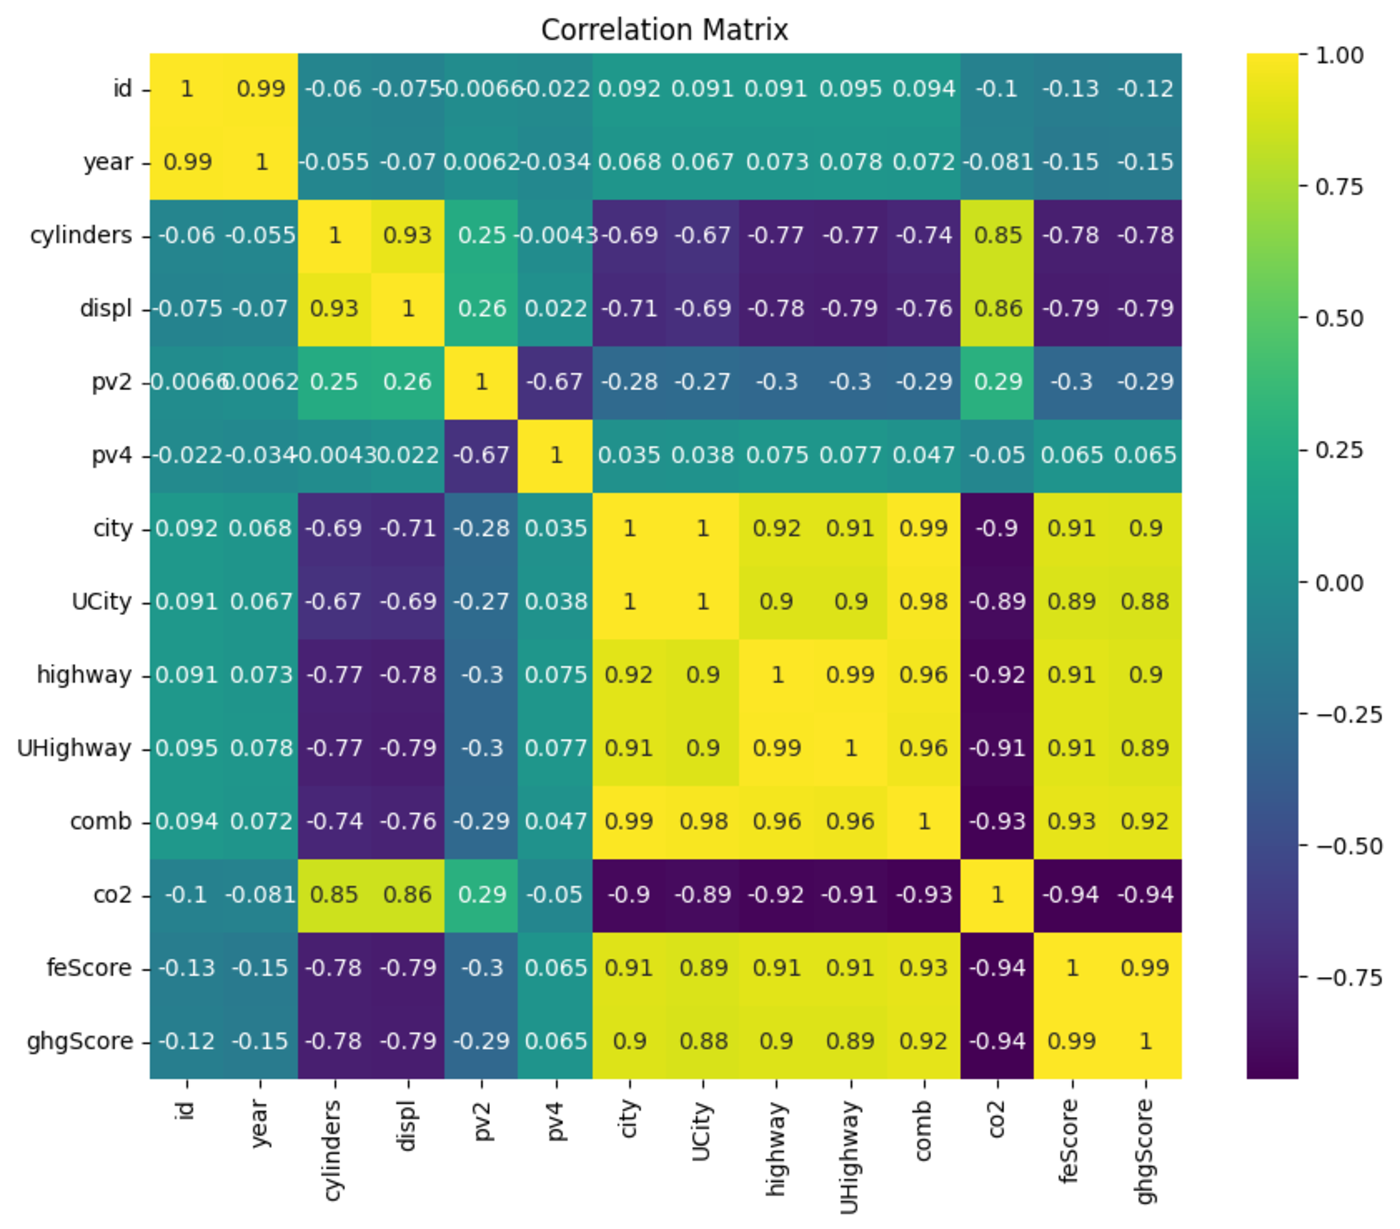 Correlation Matrix
id 1 0.99 -0.06 -0.075 -0.0066 -0.022 0.092 0.091 0.091 0.095 0.094 -0.1 -0.13 -0.12
year 0.99 1 -0.055 -0.07 0.0062 -0.034 0.068 0.067 0.073 0.078 0.072 -0.081 -0.15 -0.15
cylinders -0.06 -0.055 1 0.93 0.25 -0.0043 -0.69 -0.67 -0.77 -0.77 -0.74 0.85 -0.78 -0.78
displ -0.075 -0.07 0.93 1 0.26 0.022 -0.71 -0.69 -0.78 -0.79 -0.76 0.86 -0.79 -0.79
pv2 0.0066 0.0062 0.25 0.26 1 -0.67 -0.28 -0.27 -0.3 -0.3 -0.29 0.29 -0.3 -0.29
pv4 -0.022 -0.034 -0.0043 0.022 -0.67 1 0.035 0.038 0.075 0.077 0.047 -0.05 0.065 0.065
city 0.092 0.068 -0.69 -0.71 -0.28 0.035 1 1 0.92 0.91 0.99 -0.9 0.91 0.9
UCity 0.091 0.067 -0.67 -0.69 -0.27 0.038 1 1 0.9 0.9 0.98 -0.89 0.89 0.88
highway 0.091 0.073 -0.77 -0.78 -0.3 0.075 0.92 0.9 1 0.99 0.96 -0.92 0.91 0.9
UHighway 0.095 0.078 -0.77 -0.79 -0.3 0.077 0.91 0.9 0.99 1 0.96 -0.91 0.91 0.89
comb 0.094 0.072 -0.74 -0.76 -0.29 0.047 0.99 0.98 0.96 0.96 1 -0.93 0.93 0.92
co2 -0.1 -0.081 0.85 0.86 0.29 -0.05 -0.9 -0.89 -0.92 -0.91 -0.93 1 -0.94 -0.94
feScore -0.13 -0.15 -0.78 -0.79 -0.3 0.065 0.91 0.89 0.91 0.91 0.93 -0.94 1 0.99
ghgScore -0.12 -0.15 -0.78 -0.79 -0.29 0.065 0.9 0.88 0.9 0.89 0.92 -0.94 0.99 1
id year cylinders displ pv2 pv4 city UCity highway UHighway comb co2 feScore ghgScore
1.00
0.75
0.50
0.25
0.00
−0.25
−0.50
−0.75